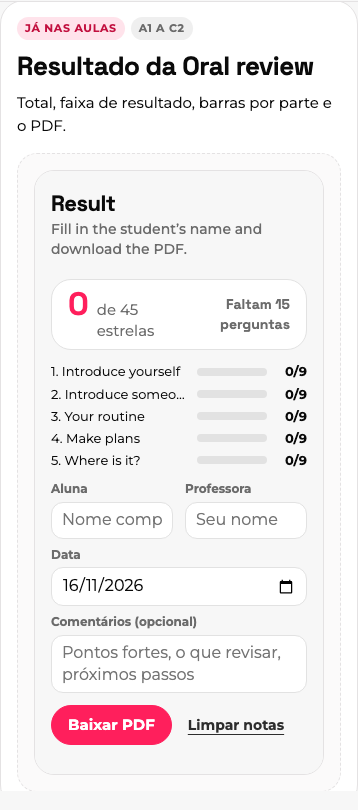 JÁ NAS AULAS
A1 A C2
Resultado da Oral review
Total, faixa de resultado, barras por parte e
o PDF.
Result
Fill in the student's name and
download the PDF.
0 de 45
estrelas
Faltam 15
perguntas
1. Introduce yourself 0/9
2. Introduce someo... 0/9
3. Your routine 0/9
4. Make plans 0/9
5. Where is it? 0/9
Aluna
Professora
Nome comp
Seu nome
Data
16/11/2026
Comentários (opcional)
Pontos fortes, o que revisar,
próximos passos
Baixar PDF
Limpar notas